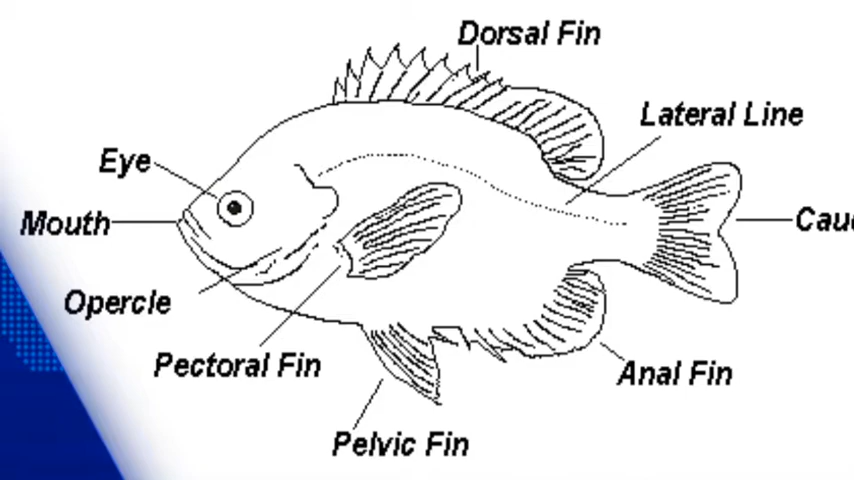 Dorsal Fin
Lateral Line
Eye
Mouth
Opercle
Pectoral Fin
Anal Fin
Pelvic Fin